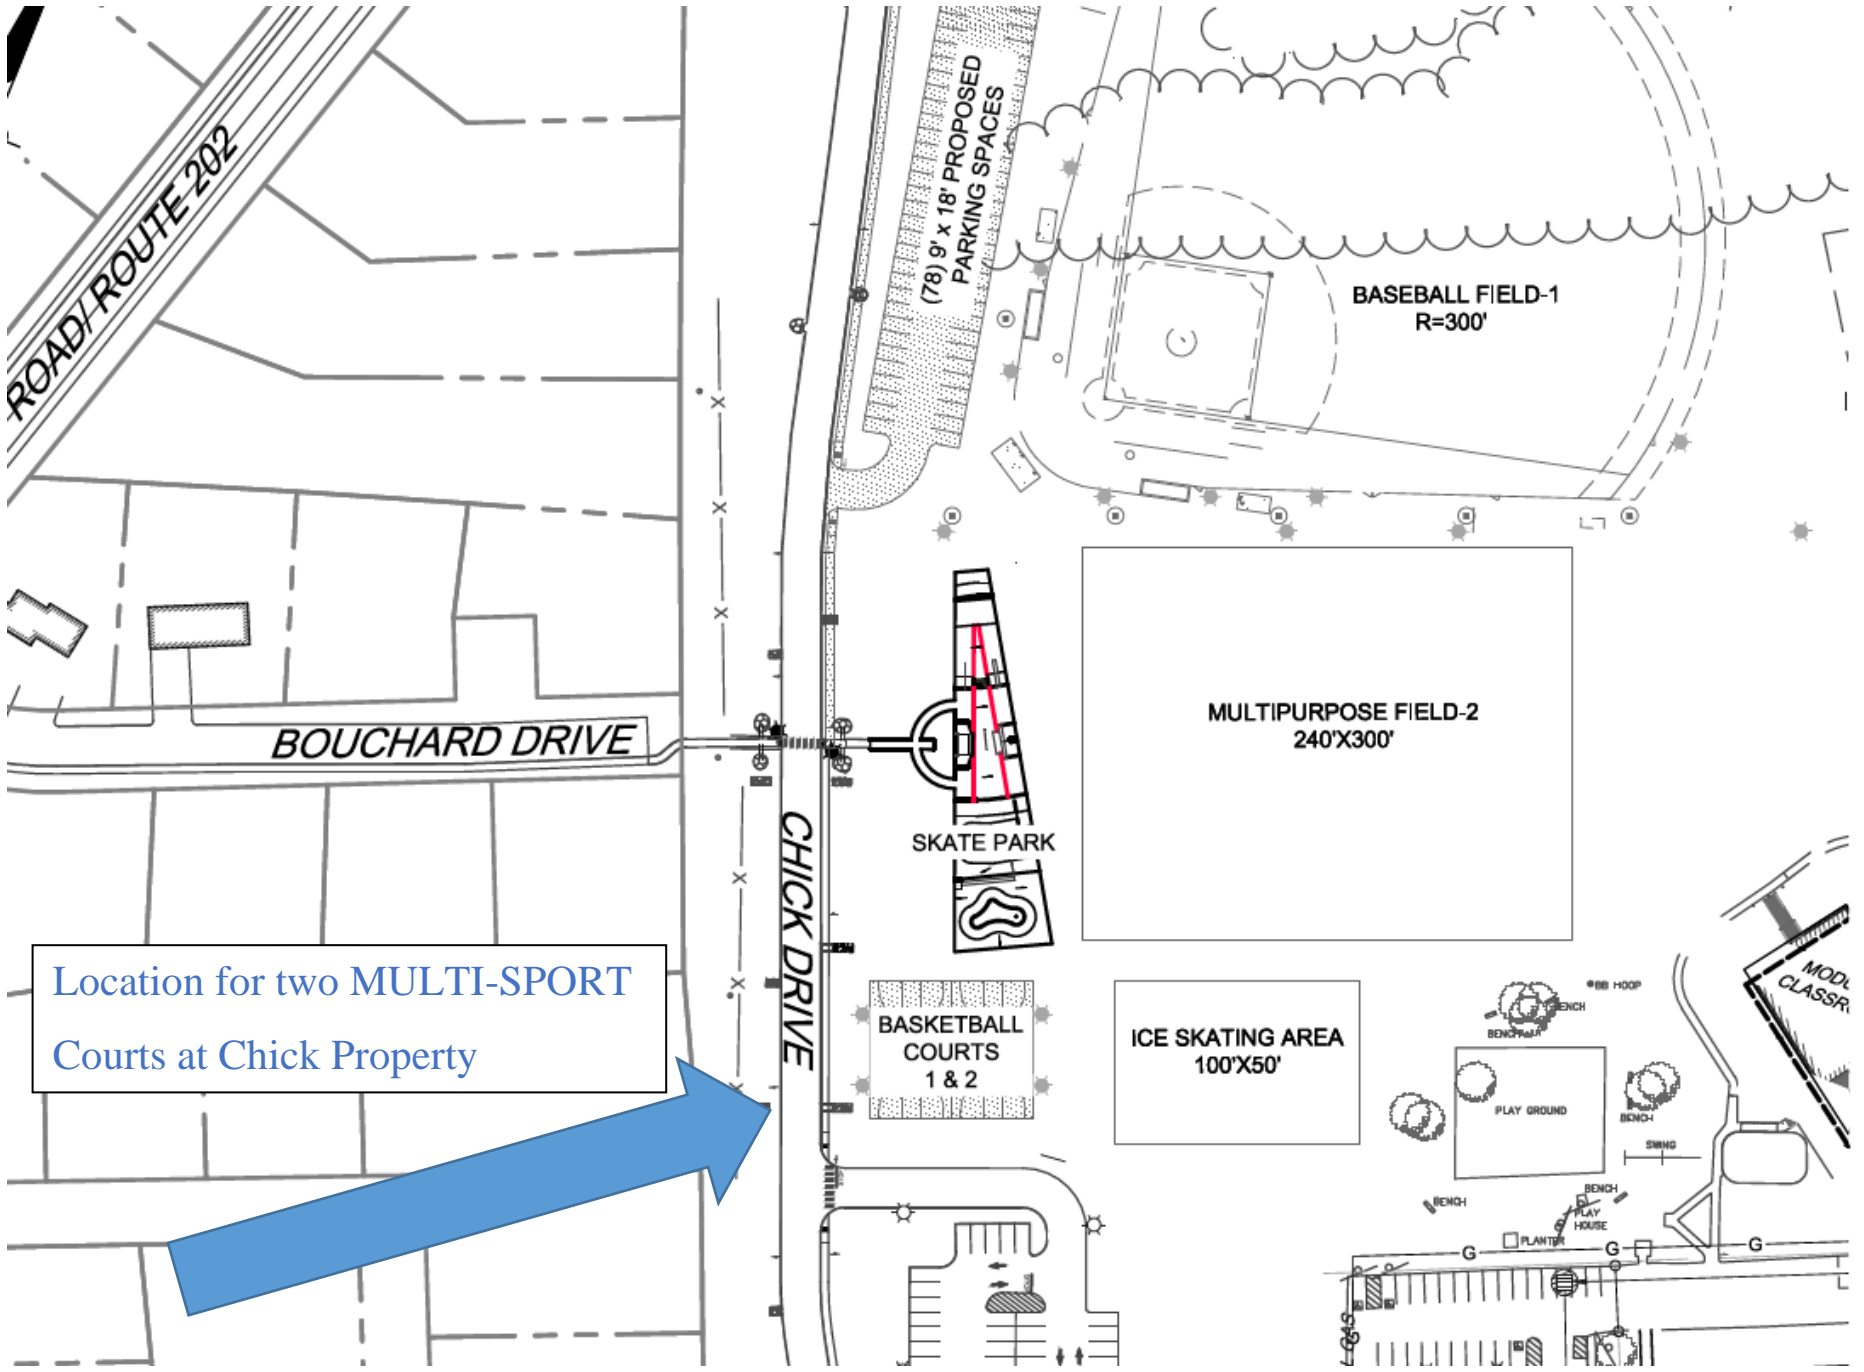 ROAD/ ROUTE 202
(78) 9' x 18' PROPOSED
PARKING SPACES
BASEBALL FIELD-1
R=300'
MULTIPURPOSE FIELD-2
240'X300'
BOUCHARD DRIVE
CHICK DRIVE
SKATE PARK
Location for two MULTI-SPORT
Courts at Chick Property
BASKETBALL
COURTS
1 & 2
ICE SKATING AREA
100'X50'
BB HOOP
BENCH
BENCH
PLAY GROUND
BENCH
SWING
BENCH
BENCH
PLAY
HOUSE
PLANTER
G
G
G
GAS
G
X
X
X
X
X
X